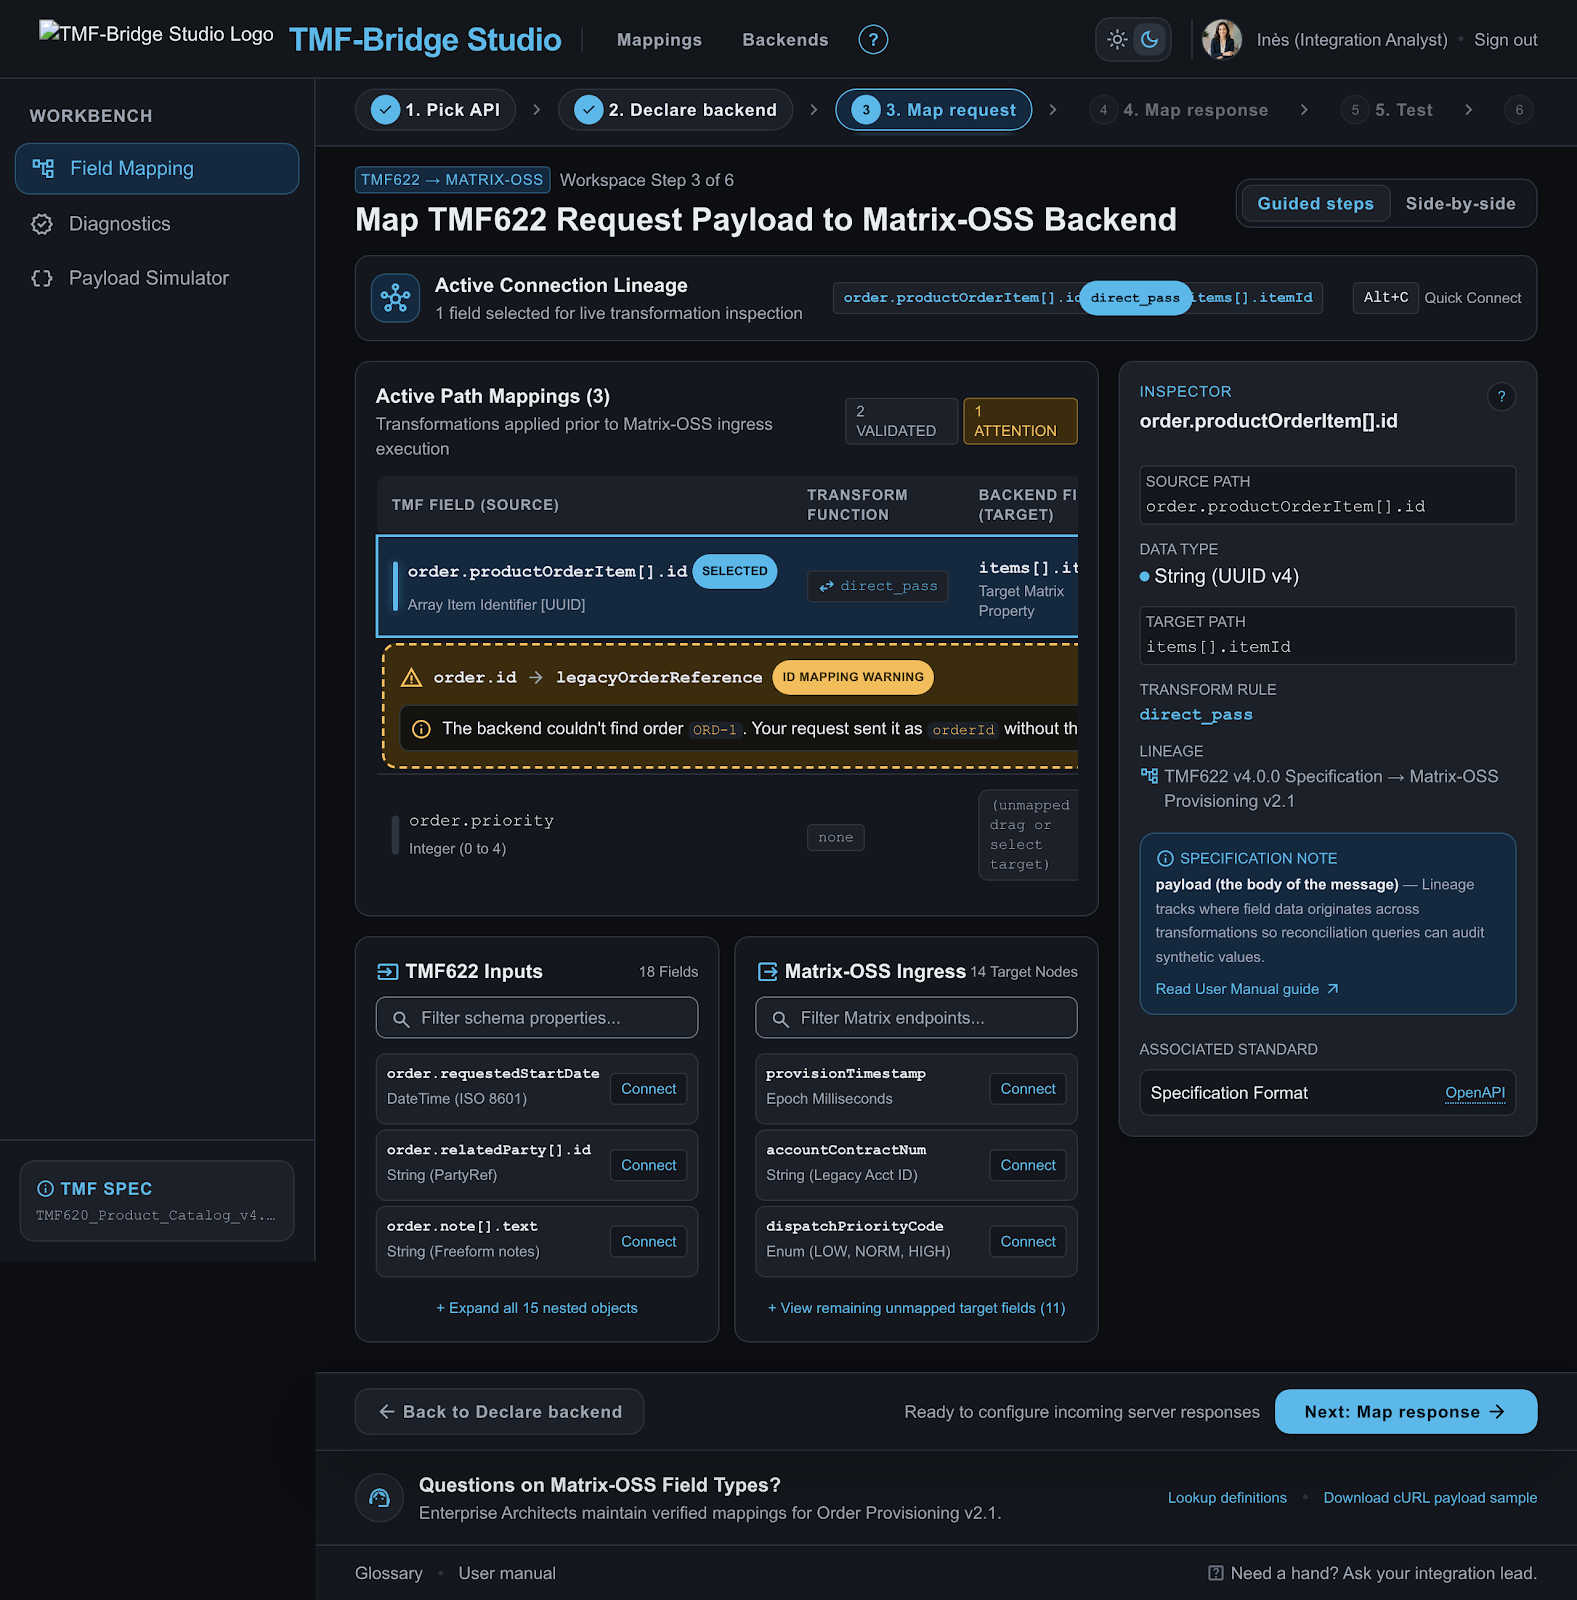 TMF-Bridge Studio Logo
TMF-Bridge Studio
Mappings
Backends
?
Inès (Integration Analyst)
• Sign out
WORKBENCH
Field Mapping
Diagnostics
Payload Simulator
1. Pick API
2. Declare backend
3 3. Map request
4 4. Map response
5 5. Test
6
TMF622 → MATRIX-OSS
Workspace Step 3 of 6
Map TMF622 Request Payload to Matrix-OSS Backend
Guided steps
Side-by-side
Active Connection Lineage
1 field selected for live transformation inspection
order.productOrderItem[].id
direct_pass
items[].itemId
Alt+C
Quick Connect
Active Path Mappings (3)
Transformations applied prior to Matrix-OSS ingress
execution
2
VALIDATED
1
ATTENTION
TMF FIELD (SOURCE)
TRANSFORM
FUNCTION
BACKEND FI
(TARGET)
order.productOrderItem[].id
SELECTED
Array Item Identifier [UUID]
direct_pass
items[].it
Target Matrix
Property
order.id → legacyOrderReference
ID MAPPING WARNING
The backend couldn't find order ORD-1. Your request sent it as orderId without th
order.priority
Integer (0 to 4)
none
(unmapped
drag or
select
target)
INSPECTOR
?
order.productOrderItem[].id
SOURCE PATH
order.productOrderItem[].id
DATA TYPE
String (UUID v4)
TARGET PATH
items[].itemId
TRANSFORM RULE
direct_pass
LINEAGE
TMF622 v4.0.0 Specification → Matrix-OSS
Provisioning v2.1
SPECIFICATION NOTE
payload (the body of the message) — Lineage
tracks where field data originates across
transformations so reconciliation queries can audit
synthetic values.
Read User Manual guide
ASSOCIATED STANDARD
Specification Format
OpenAPI
TMF622 Inputs
18 Fields
Filter schema properties...
order.requestedStartDate
DateTime (ISO 8601)
Connect
order.relatedParty[].id
String (PartyRef)
Connect
order.note[].text
String (Freeform notes)
Connect
+ Expand all 15 nested objects
Matrix-OSS Ingress
14 Target Nodes
Filter Matrix endpoints...
provisionTimestamp
Epoch Milliseconds
Connect
accountContractNum
String (Legacy Acct ID)
Connect
dispatchPriorityCode
Enum (LOW, NORM, HIGH)
Connect
+ View remaining unmapped target fields (11)
TMF SPEC
TMF620_Product_Catalog_v4.…
← Back to Declare backend
Ready to configure incoming server responses
Next: Map response →
Questions on Matrix-OSS Field Types?
Enterprise Architects maintain verified mappings for Order Provisioning v2.1.
Lookup definitions
•
Download cURL payload sample
Glossary • User manual
? Need a hand? Ask your integration lead.